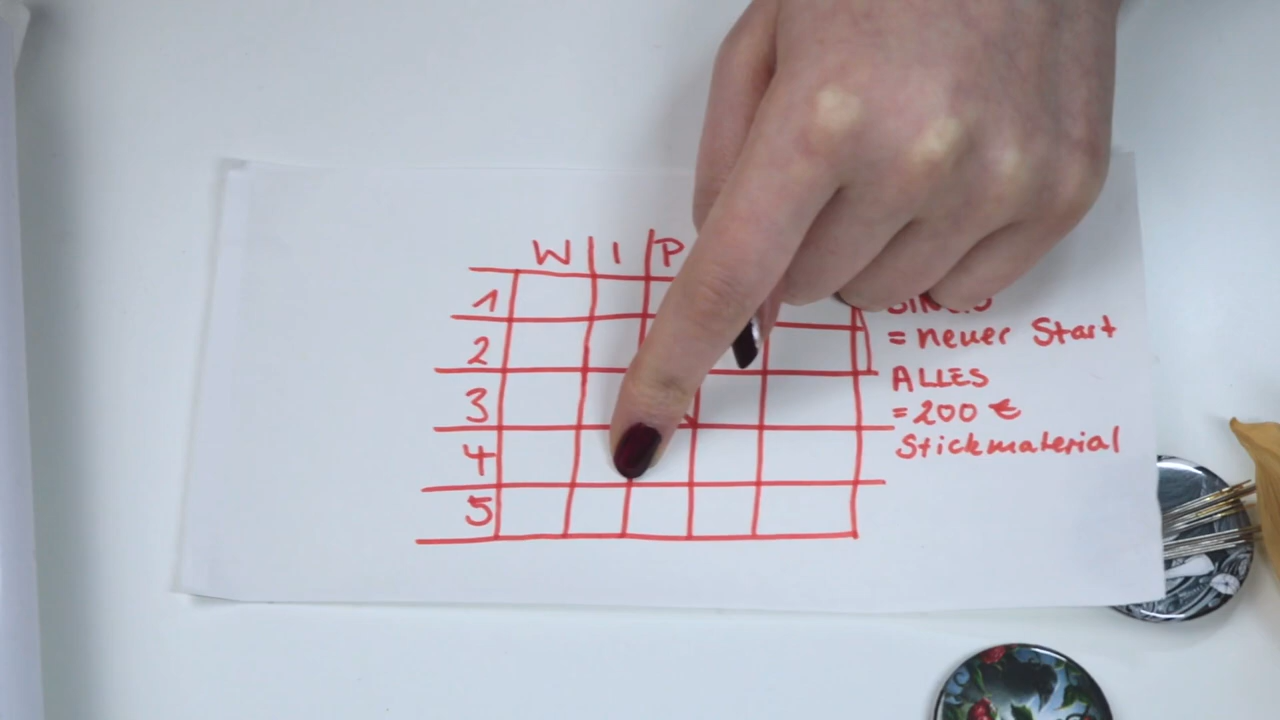 W I P
1
2
3
4
5
= neuer Start
ALLES
= 200 €
Stickmaterial